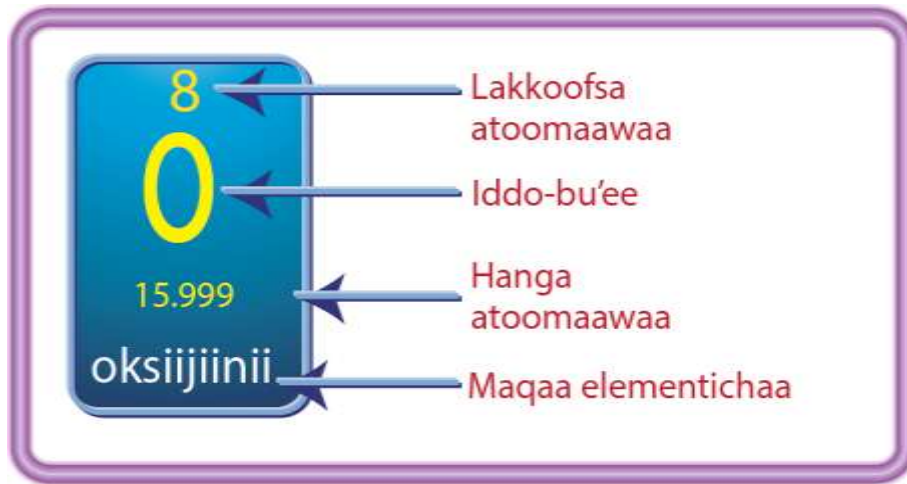 8
O
15.999
oksiijiinii
Lakkoofsa
atoomaawaa
Iddo-bu'ee
Hanga
atoomaawaa
Maqaa elementichaa